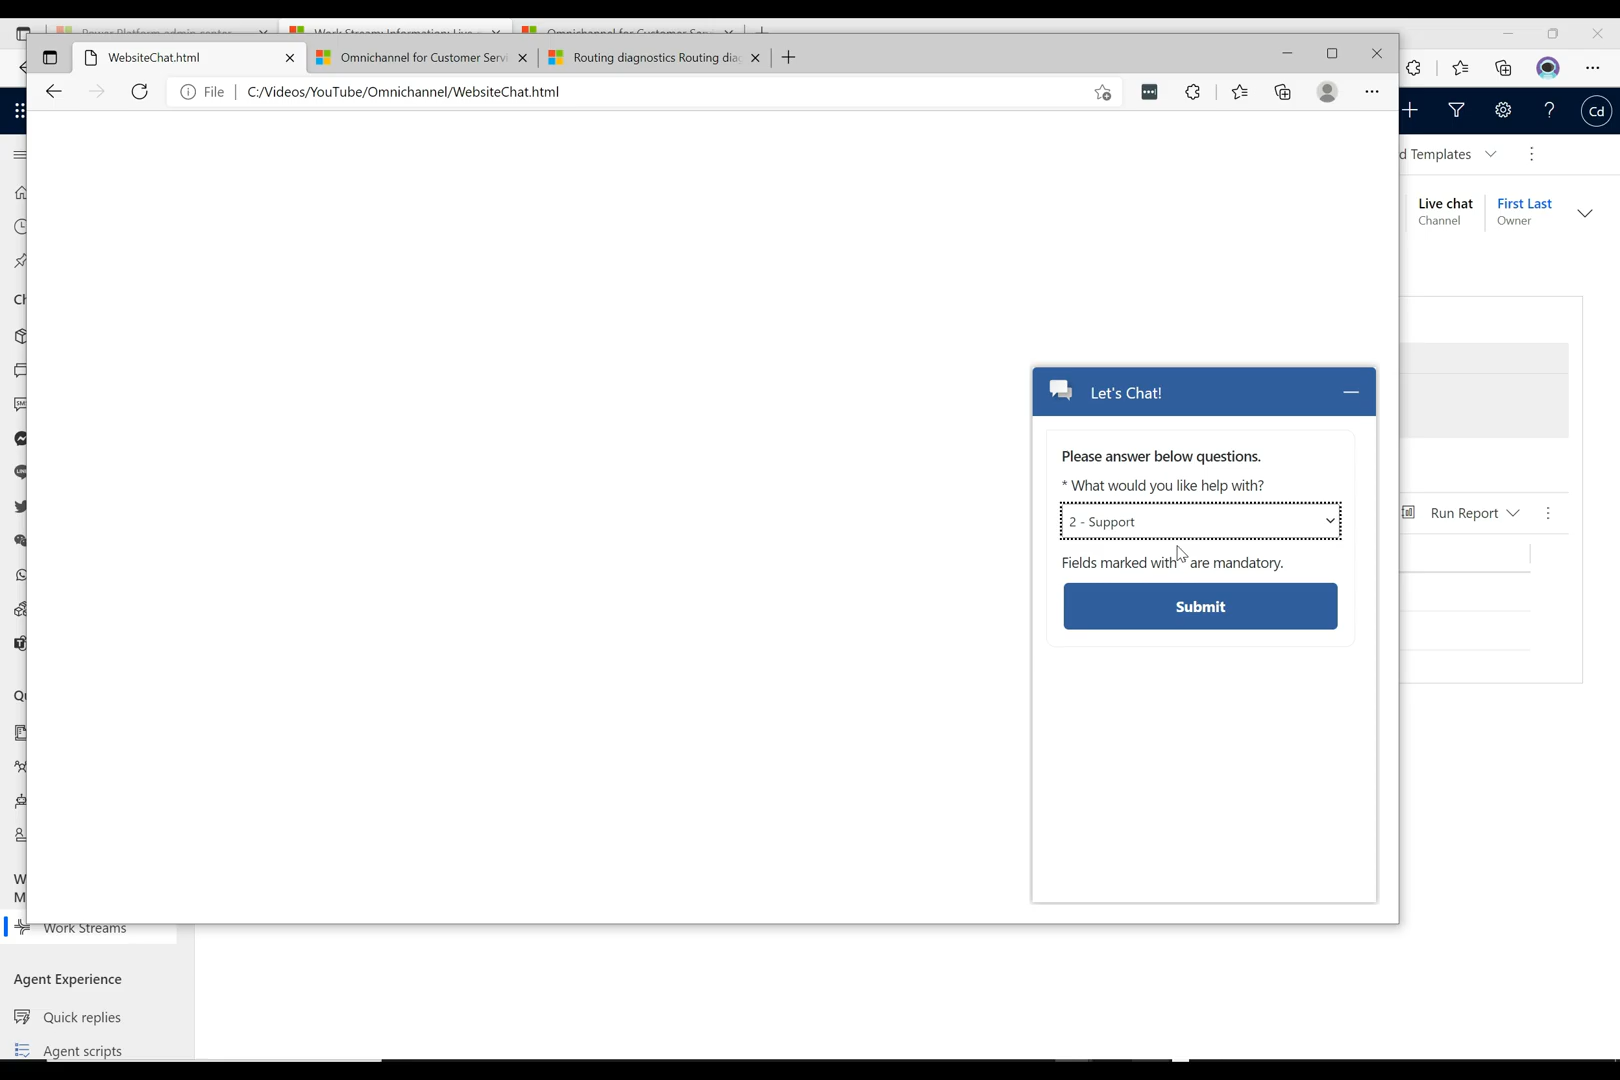 WebsiteChat.html
Omnichannel for Customer Servi
Routing diagnostics Routing diag
File
C:/Videos/YouTube/Omnichannel/WebsiteChat.html
Cd
d Templates
Live chat
First Last
Channel
Owner
Let's Chat!
Please answer below questions.
* What would you like help with?
2 - Support
Fields marked with are mandatory.
Submit
Run Report
Work Streams
Agent Experience
Quick replies
Agent scripts